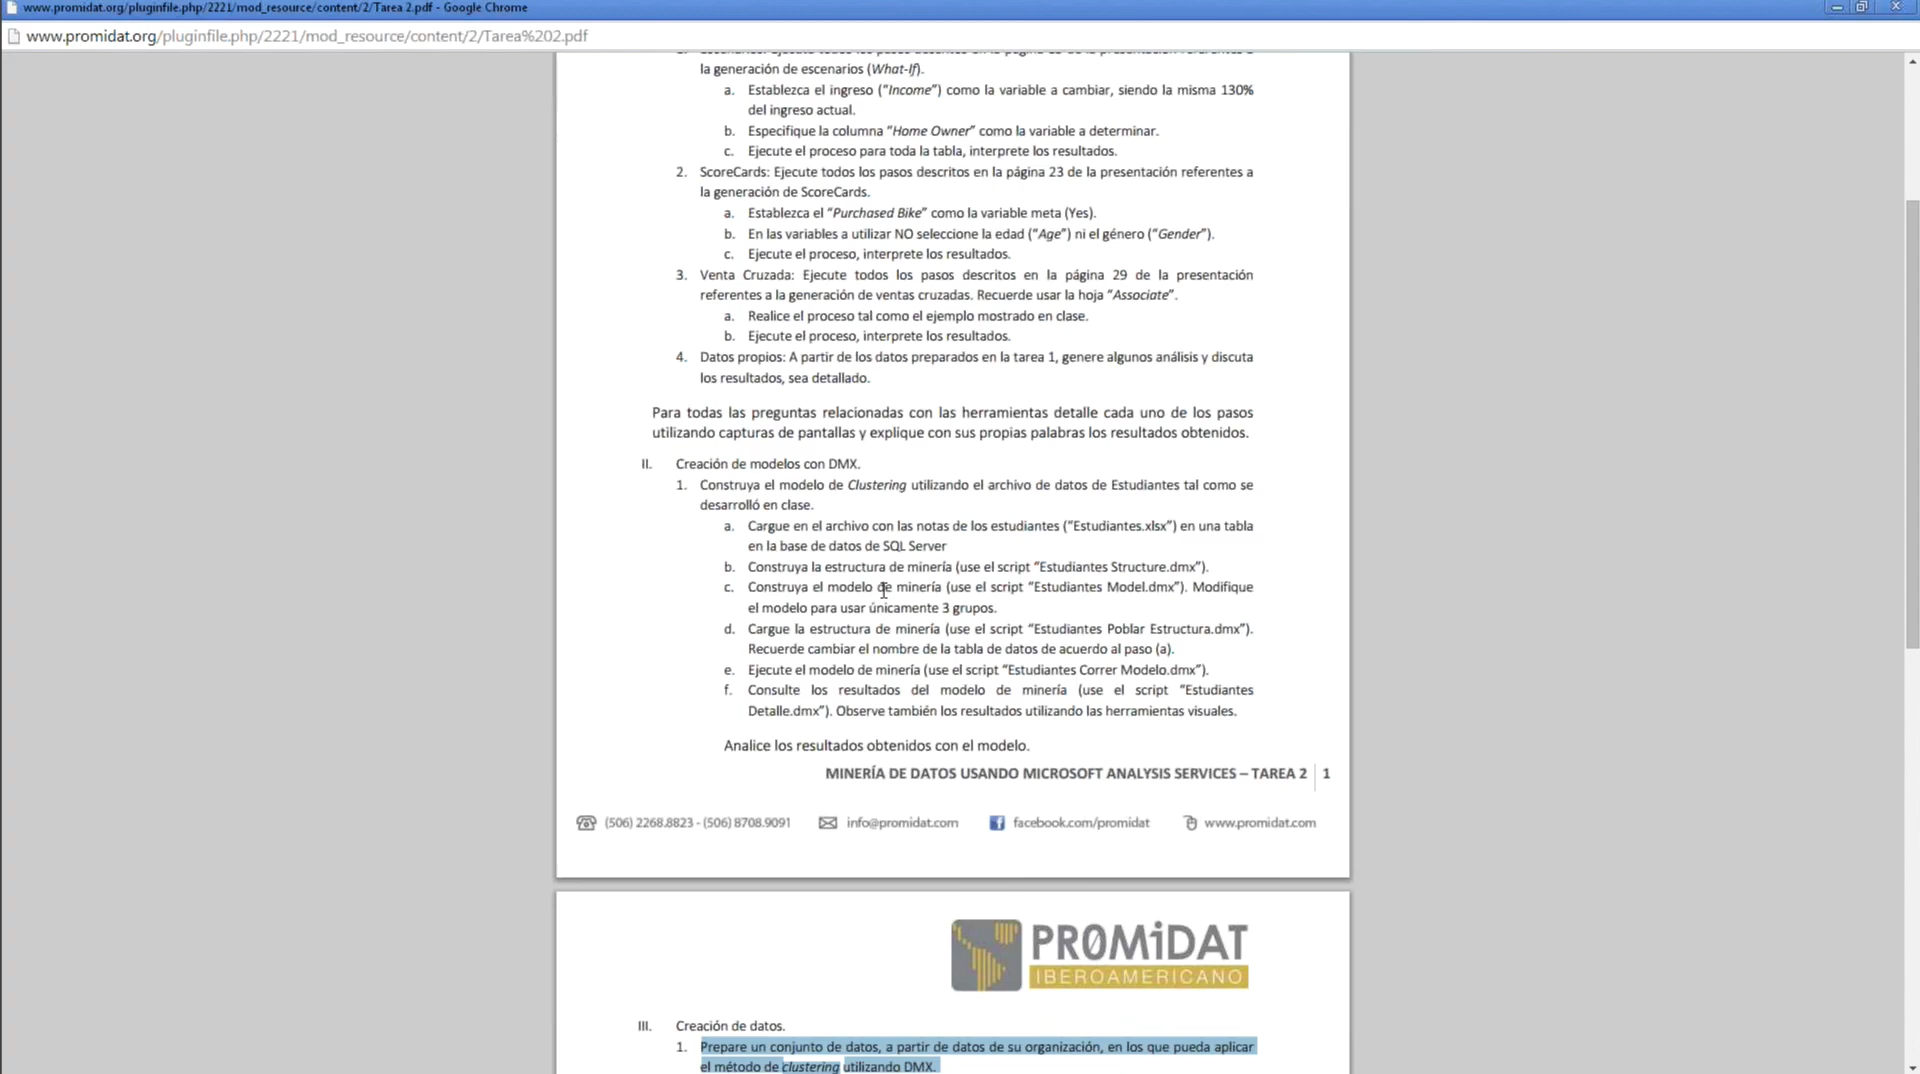 www.promidat.org/pluginfile.php/2221/mod_resource/content/2/Tarea 2.pdf - Google Chrome
www.promidat.org/pluginfile.php/2221/mod_resource/content/2/Tarea%202.pdf
la generación de escenarios (What-If).
a. Establezca el ingreso (“Income”) como la variable a cambiar, siendo la misma 130%
del ingreso actual.
b. Especifique la columna “Home Owner” como la variable a determinar.
c. Ejecute el proceso para toda la tabla, interprete los resultados.
2. ScoreCards: Ejecute todos los pasos descritos en la página 23 de la presentación referentes a
la generación de ScoreCards.
a. Establezca el “Purchased Bike” como la variable meta (Yes).
b. En las variables a utilizar NO seleccione la edad (“Age”) ni el género (“Gender”).
c. Ejecute el proceso, interprete los resultados.
3. Venta Cruzada: Ejecute todos los pasos descritos en la página 29 de la presentación
referentes a la generación de ventas cruzadas. Recuerde usar la hoja “Associate”.
a. Realice el proceso tal como el ejemplo mostrado en clase.
b. Ejecute el proceso, interprete los resultados.
4. Datos propios: A partir de los datos preparados en la tarea 1, genere algunos análisis y discuta
los resultados, sea detallado.
Para todas las preguntas relacionadas con las herramientas detalle cada uno de los pasos
utilizando capturas de pantallas y explique con sus propias palabras los resultados obtenidos.
II. Creación de modelos con DMX.
1. Construya el modelo de Clustering utilizando el archivo de datos de Estudiantes tal como se
desarrolló en clase.
a. Cargue en el archivo con las notas de los estudiantes (“Estudiantes.xlsx”) en una tabla
en la base de datos de SQL Server
b. Construya la estructura de minería (use el script “Estudiantes Structure.dmx”).
c. Construya el modelo de minería (use el script “Estudiantes Model.dmx”). Modifique
el modelo para usar únicamente 3 grupos.
d. Cargue la estructura de minería (use el script “Estudiantes Poblar Estructura.dmx”).
Recuerde cambiar el nombre de la tabla de datos de acuerdo al paso (a).
e. Ejecute el modelo de minería (use el script “Estudiantes Correr Modelo.dmx”).
f. Consulte los resultados del modelo de minería (use el script “Estudiantes
Detalle.dmx”). Observe también los resultados utilizando las herramientas visuales.
Analice los resultados obtenidos con el modelo.
MINERÍA DE DATOS USANDO MICROSOFT ANALYSIS SERVICES – TAREA 2 1
(506) 2268.8823 - (506) 8708.9091 info@promidat.com facebook.com/promidat www.promidat.com
PR0MiDAT
IBEROAMERICANO
III. Creación de datos.
1. Prepare un conjunto de datos, a partir de datos de su organización, en los que pueda aplicar
el método de clustering utilizando DMX.